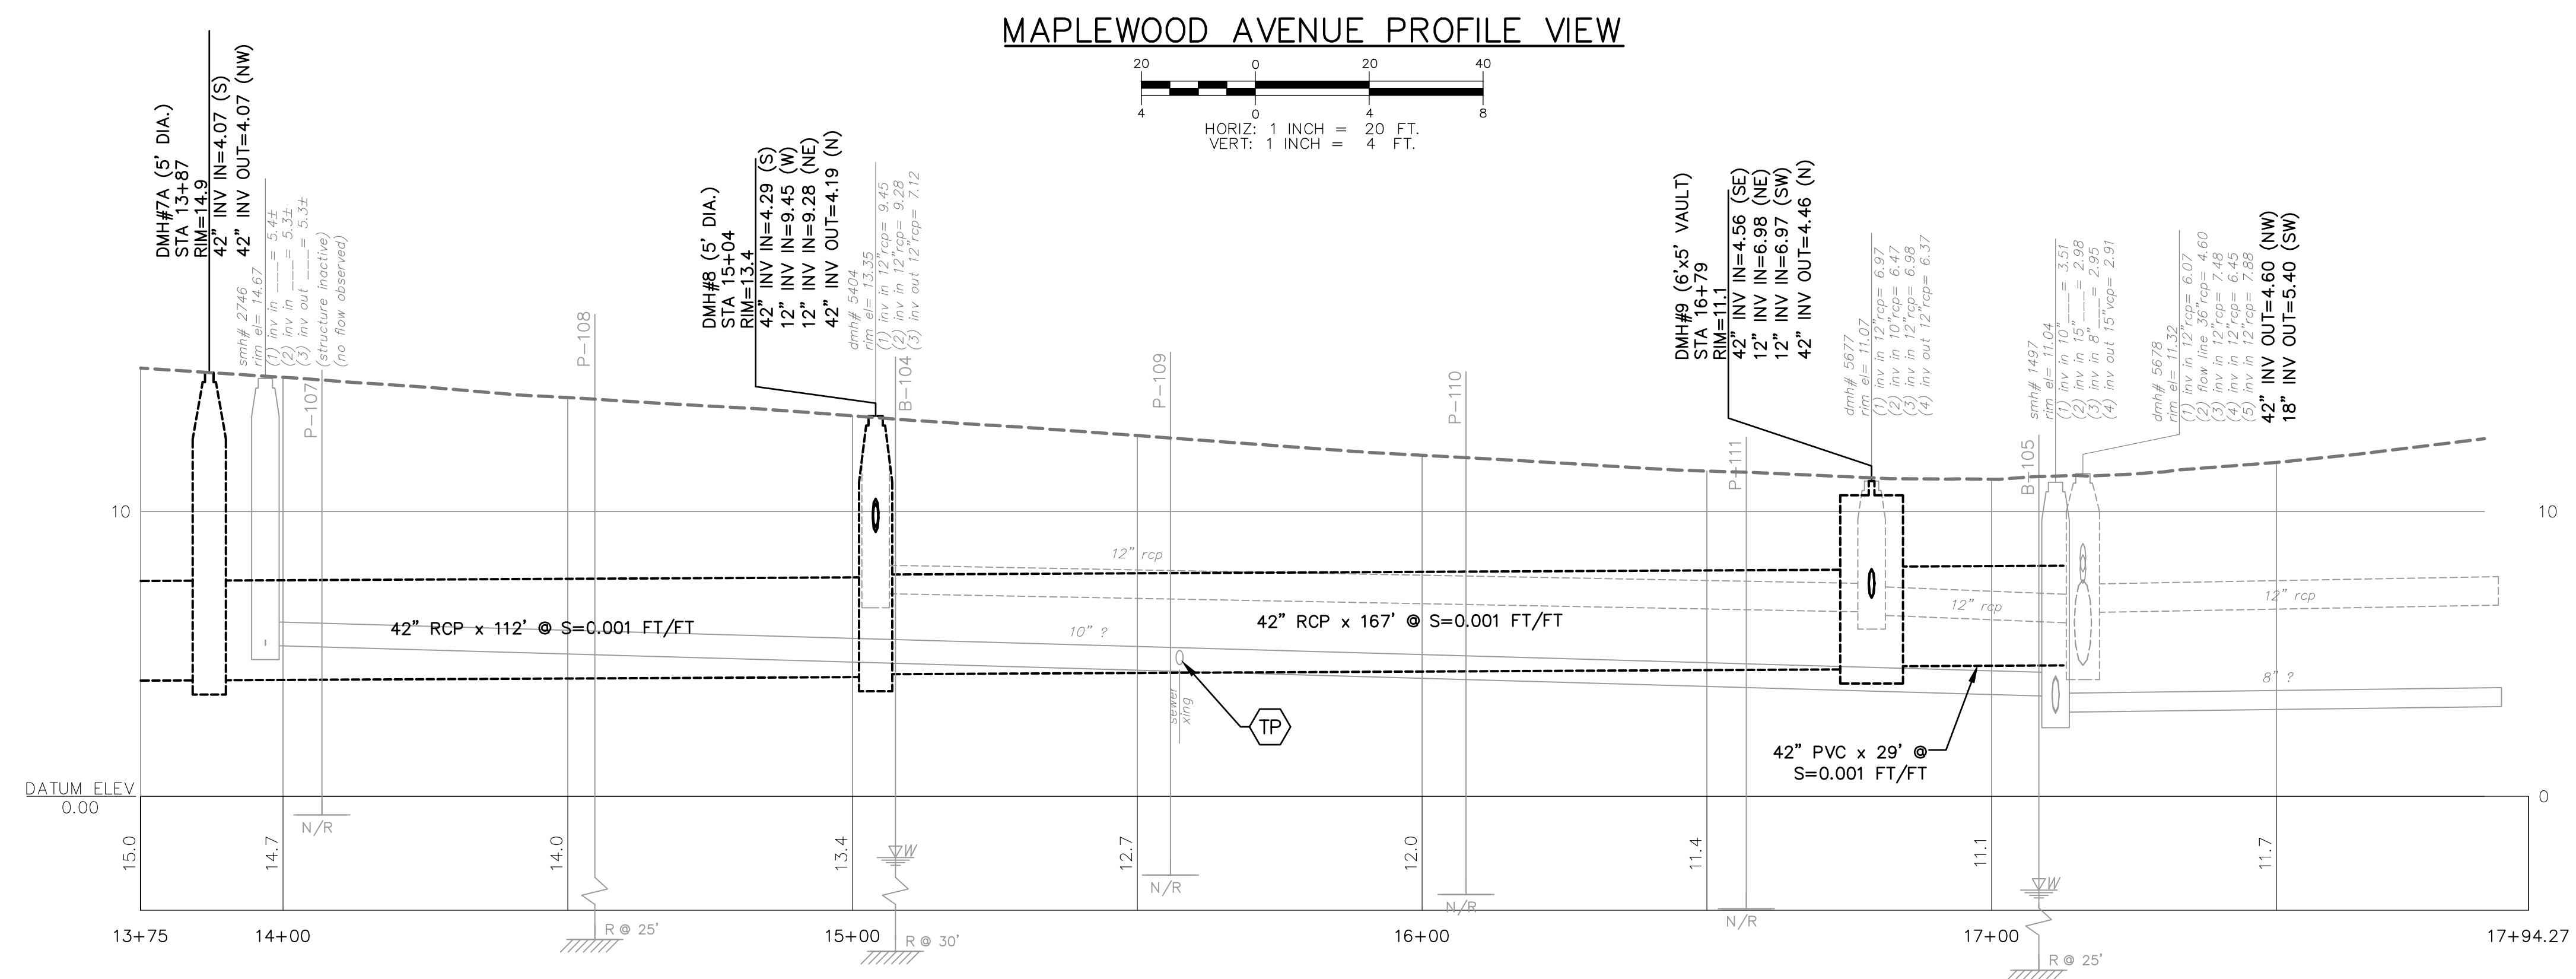 MAPLEWOOD AVENUE PROFILE VIEW
20 0 20 40
4 0 4 8
HORIZ: 1 INCH = 20 FT.
VERT: 1 INCH = 4 FT.
DMH#7A (5' DIA.)
STA 13+87
RIM=14.9
42" INV IN=4.07 (S)
42" INV OUT=4.07 (NW)
smh# 2746
rim el= 14.67
(1) inv in ___ = 5.4±
(2) inv in ___ = 5.3±
(3) inv out ___ = 5.3±
(structure inactive)
(no flow observed)
P-107
P-108
DMH#8 (5' DIA.)
STA 15+04
RIM=13.4
42" INV IN=4.29 (S)
12" INV IN=9.45 (W)
12" INV IN=9.28 (NE)
42" INV OUT=4.19 (N)
dmh# 5404
rim el= 13.35
(1) inv in 12"rcp= 9.45
(2) inv in 12"rcp= 9.28
(3) inv out 12"rcp= 7.12
B-104
P-109
P-110
DMH#9 (6'x5' VAULT)
STA 16+79
RIM=11.1
42" INV IN=4.56 (SE)
12" INV IN=6.98 (NE)
12" INV IN=6.97 (SW)
42" INV OUT=4.46 (N)
P-111
dmh# 5677
rim el= 11.07
(1) inv in 12"rcp= 6.97
(2) inv in 10"rcp= 6.47
(3) inv in 12"rcp= 6.98
(4) inv out 12"rcp= 6.37
B-105
smh# 1497
rim el= 11.04
(1) inv in 10"____= 3.51
(2) inv in 15"____= 2.98
(3) inv in 8"____= 2.95
(4) inv out 15"vcp= 2.91
dmh# 5678
rim el= 11.32
(1) inv in 12"rcp= 6.07
(2) flow line 36"rcp= 4.60
(3) inv in 12"rcp= 7.48
(4) inv in 12"rcp= 6.45
(5) inv in 12"rcp= 7.88
42" INV OUT=4.60 (NW)
18" INV OUT=5.40 (SW)
10
10
12" rcp
12" rcp
12" rcp
42" RCP x 112' @ S=0.001 FT/FT
10" ?
42" RCP x 167' @ S=0.001 FT/FT
8" ?
sewer
xing
TP
42" PVC x 29' @
S=0.001 FT/FT
DATUM ELEV
0.00
0
N/R
N/R
N/R
N/R
W
W
15.0
14.7
14.0
13.4
12.7
12.0
11.4
11.1
11.7
R @ 25'
R @ 30'
R @ 25'
13+75
14+00
15+00
16+00
17+00
17+94.27